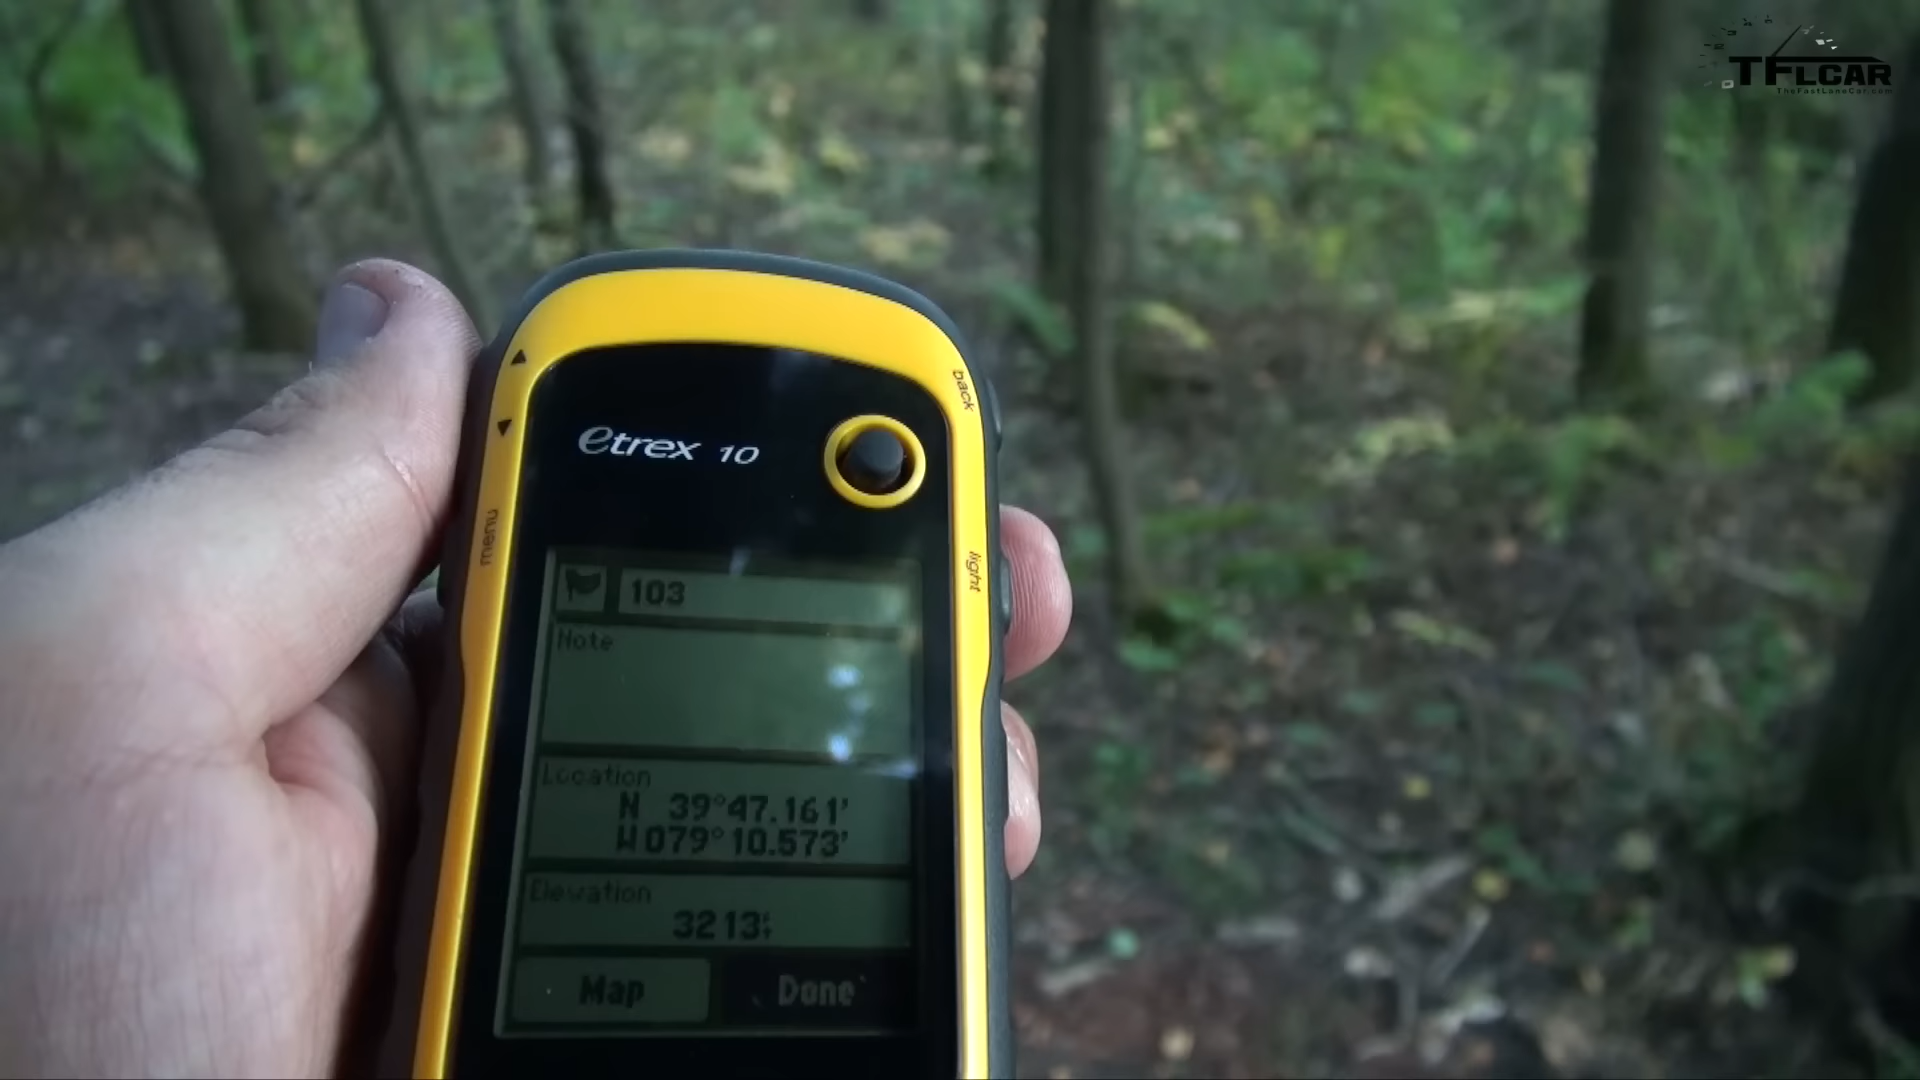 TFLCAR
TheFastLaneCar.com
back
etrex 10
menu
light
103
Note
Location
N 39°47.161'
W079°10.573'
Elevation
3213ft
Map
Done